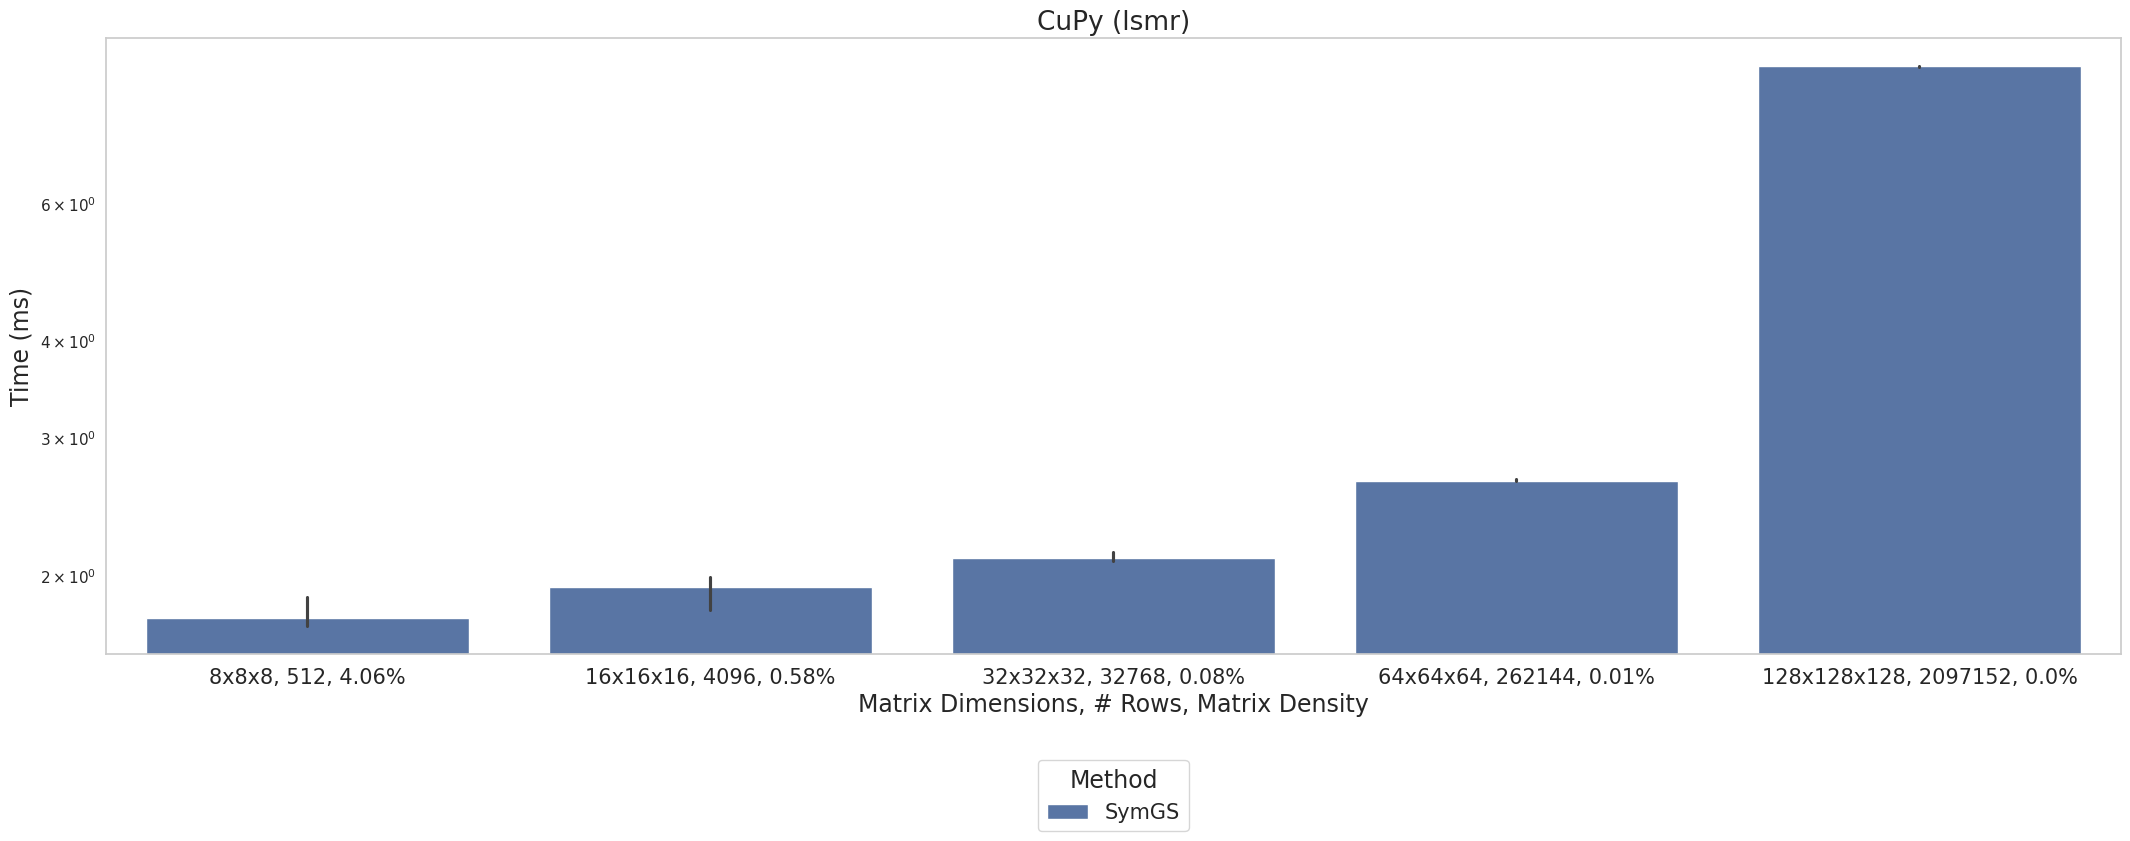 CuPy (lsmr)
Time (ms)
6 × 10⁰
4 × 10⁰
3 × 10⁰
2 × 10⁰
8x8x8, 512, 4.06%
16x16x16, 4096, 0.58%
32x32x32, 32768, 0.08%
64x64x64, 262144, 0.01%
128x128x128, 2097152, 0.0%
Matrix Dimensions, # Rows, Matrix Density
Method
SymGS